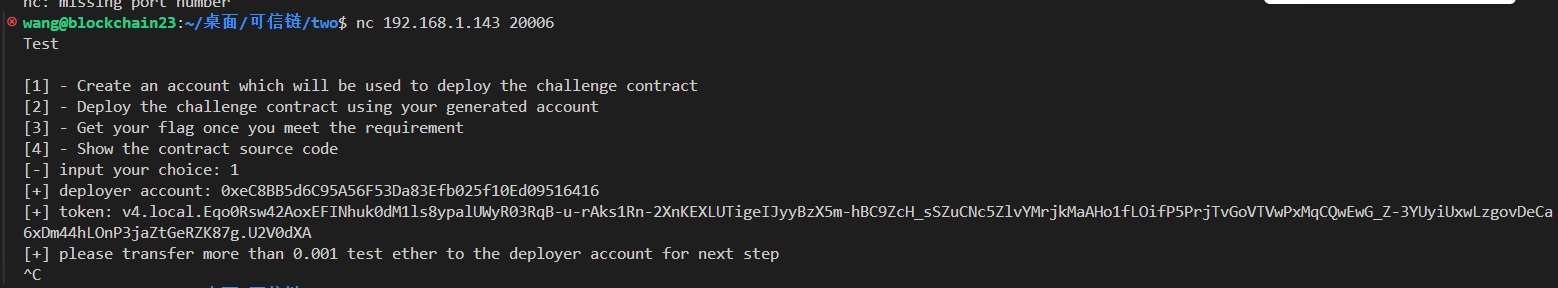 nc: missing port number
wang@blockchain23:~/桌面/可信链/two$ nc 192.168.1.143 20006
Test
[1] - Create an account which will be used to deploy the challenge contract
[2] - Deploy the challenge contract using your generated account
[3] - Get your flag once you meet the requirement
[4] - Show the contract source code
[-] input your choice: 1
[+] deployer account: 0xeC8BB5d6C95A56F53Da83Efb025f10Ed09516416
[+] token: v4.local.Eqo0Rsw42AoxEFINhuk0dM1ls8ypalUWyR03RqB-u-rAks1Rn-2XnKEXLUTigeIJyyBzX5m-hBC9ZcH_sSZuCNc5ZlvYMrjkMaAHo1fLOifP5PrjTvGoVTVwPxMqCQwEwG_Z-3YUyiUxwLzgovDeCa
6xDm44hLOnP3jaZtGeRZK87g.U2V0dXA
[+] please transfer more than 0.001 test ether to the deployer account for next step
^C